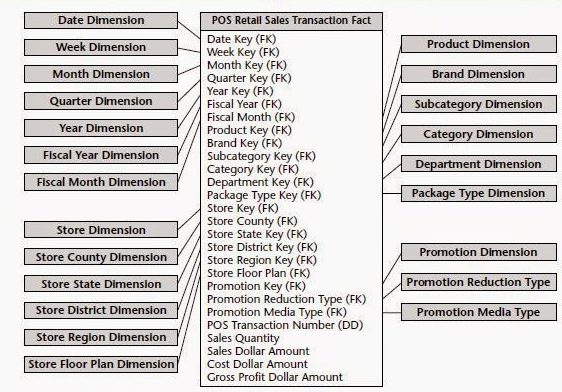 Date Dimension
Week Dimension
Month Dimension
Quarter Dimension
Year Dimension
Fiscal Year Dimension
Fiscal Month Dimension
Store Dimension
Store County Dimension
Store State Dimension
Store District Dimension
Store Region Dimension
Store Floor Plan Dimension
POS Retail Sales Transaction Fact
Date Key (FK)
Week Key (FK)
Month Key (FK)
Quarter Key (FK)
Year Key (FK)
Fiscal Year (FK)
Fiscal Month (FK)
Product Key (FK)
Brand Key (FK)
Subcategory Key (FK)
Category Key (FK)
Department Key (FK)
Package Type Key (FK)
Store Key (FK)
Store County (FK)
Store State Key (FK)
Store District Key (FK)
Store Region Key (FK)
Store Floor Plan (FK)
Promotion Key (FK)
Promotion Reduction Type (FK)
Promotion Media Type (FK)
POS Transaction Number (DD)
Sales Quantity
Sales Dollar Amount
Cost Dollar Amount
Gross Profit Dollar Amount
Product Dimension
Brand Dimension
Subcategory Dimension
Category Dimension
Department Dimension
Package Type Dimension
Promotion Dimension
Promotion Reduction Type
Promotion Media Type